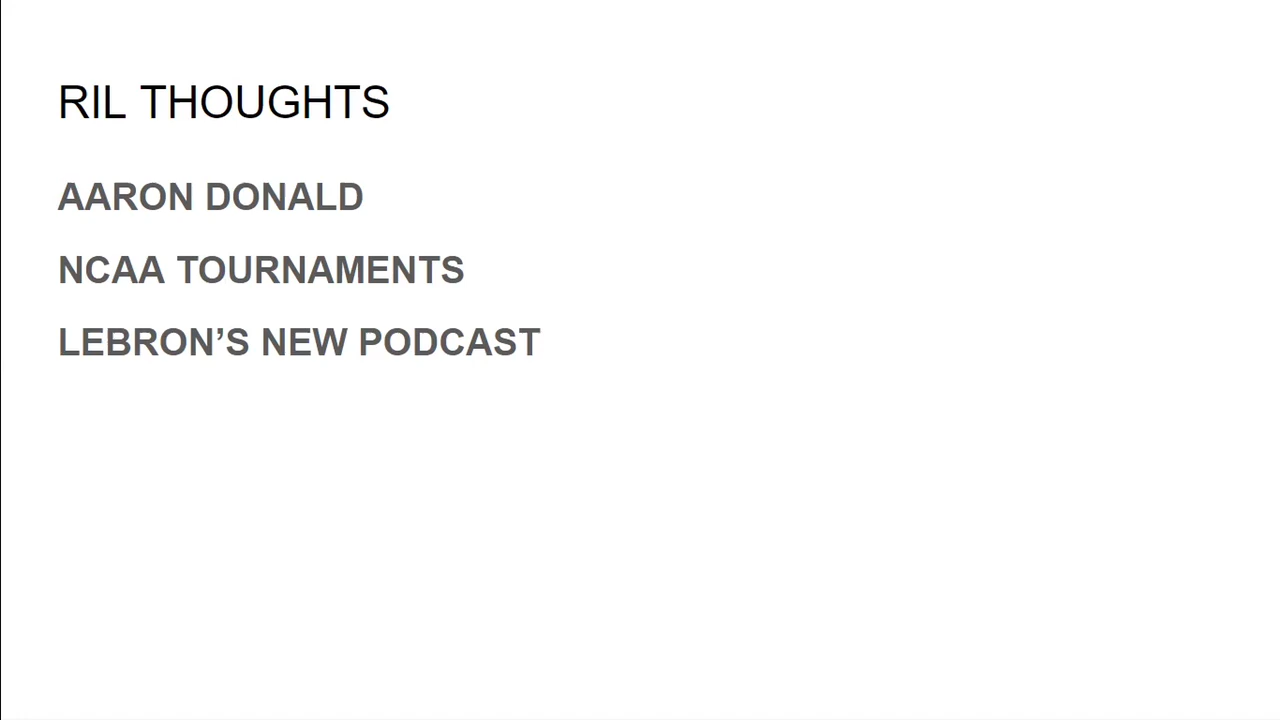 RIL THOUGHTS
AARON DONALD
NCAA TOURNAMENTS
LEBRON’S NEW PODCAST